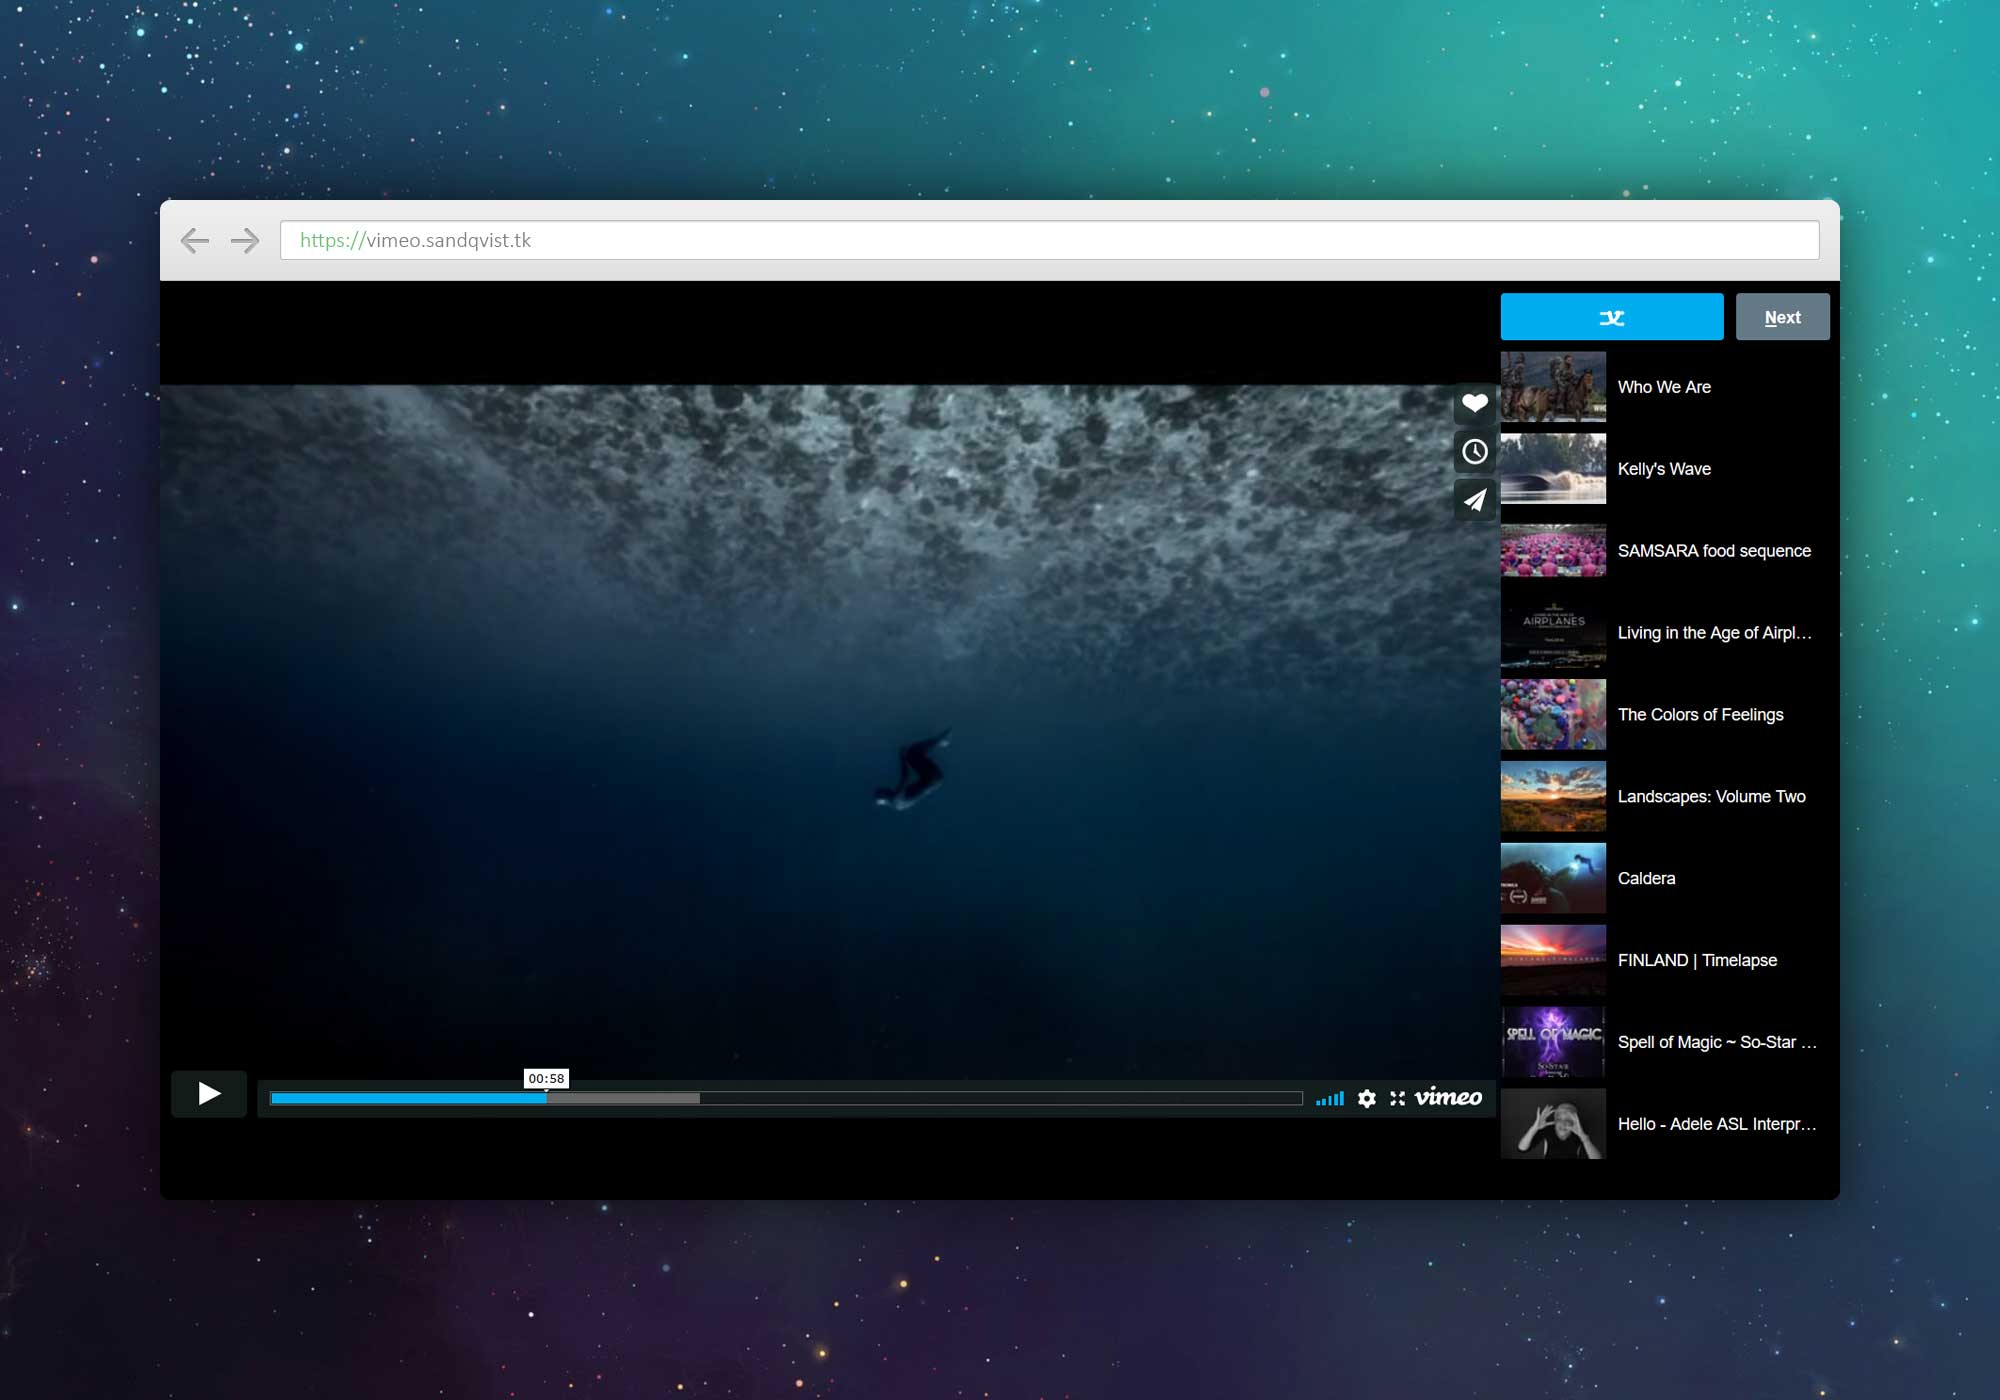 https://vimeo.sandqvist.tk
Next
Who We Are
Kelly's Wave
SAMSARA food sequence
AIRPLANES
Living in the Age of Airpl…
The Colors of Feelings
Landscapes: Volume Two
Caldera
FINLAND | Timelapse
SPELL OF MAGIC
Spell of Magic ~ So-Star …
Hello - Adele ASL Interpr…
00:58
vimeo